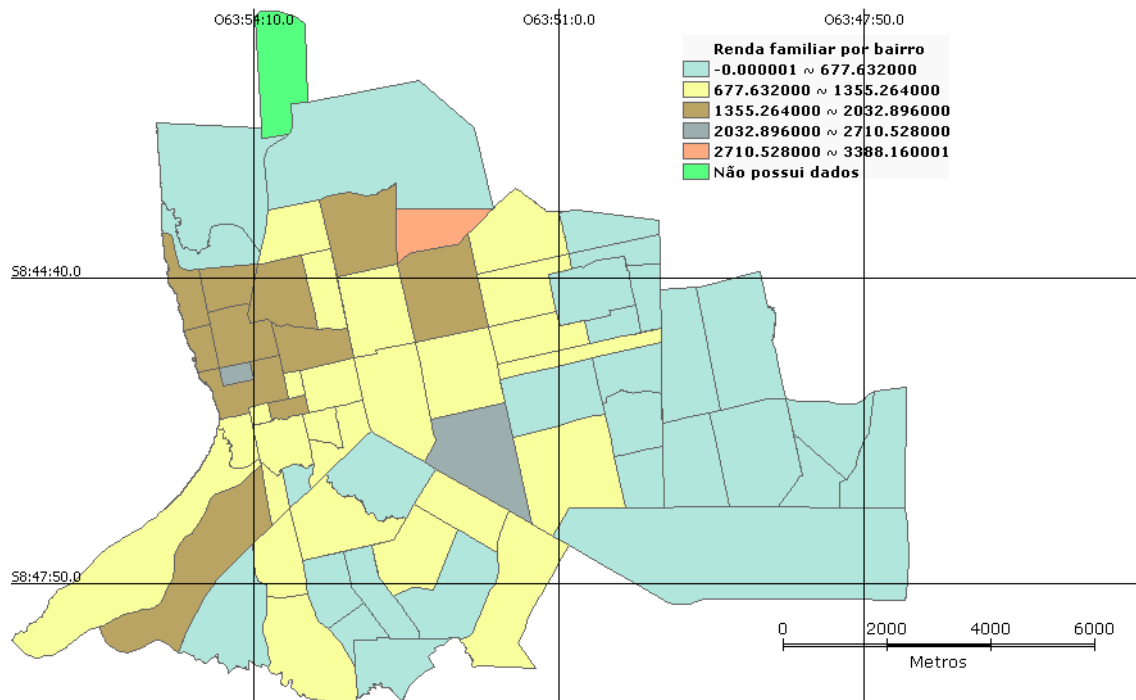 O63:54:10.0 O63:51:0.0 O63:47:50.0
Renda familiar por bairro
-0.000001 ~ 677.632000
677.632000 ~ 1355.264000
1355.264000 ~ 2032.896000
2032.896000 ~ 2710.528000
2710.528000 ~ 3388.160001
Não possui dados
S8:44:40.0
S8:47:50.0
0 2000 4000 6000
Metros